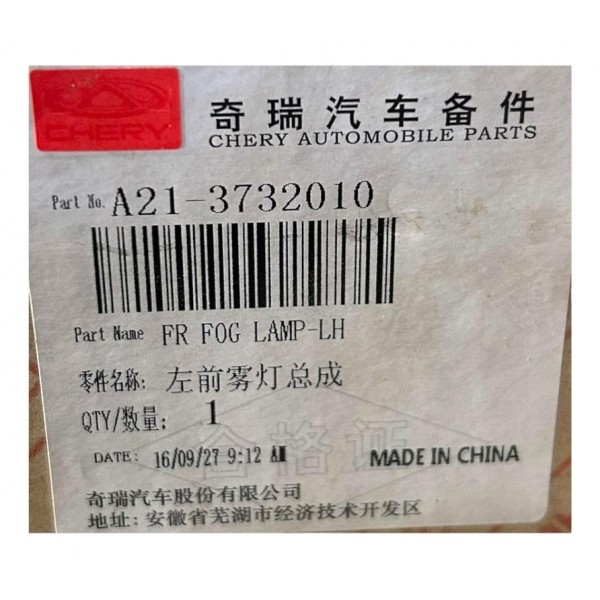 CHERY
奇瑞汽车备件
CHERY AUTOMOBILE PARTS
Part No. A21-3732010
Part Name FR FOG LAMP-LH
零件名称: 左前雾灯总成
QTY/数量: 1
合格证
DATE: 16/09/27 9:12 AM
MADE IN CHINA
奇瑞汽车股份有限公司
地址: 安徽省芜湖市经济技术开发区